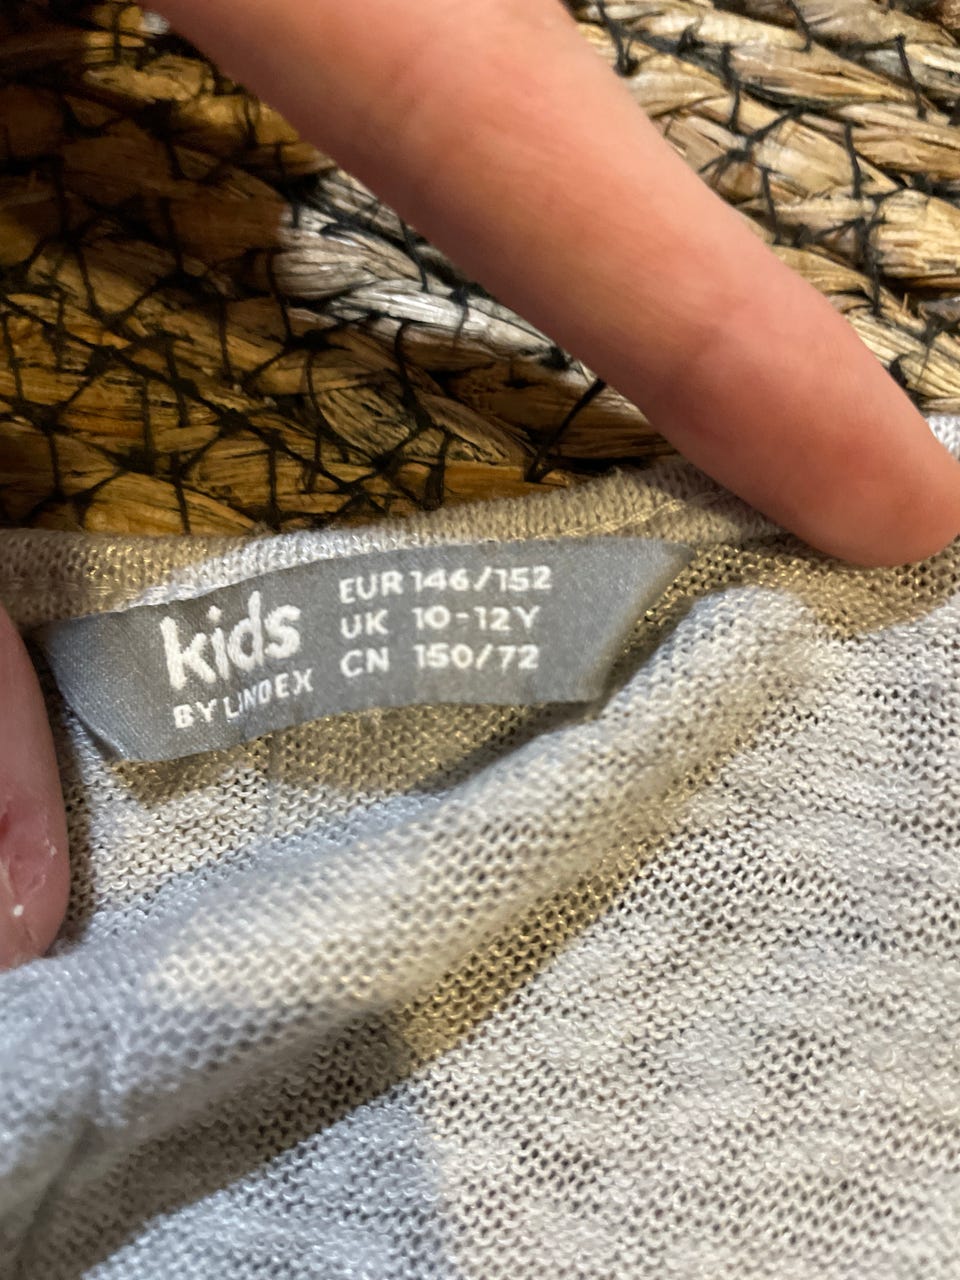 kids
BY LINDEX
EUR 146/152
UK 10-12Y
CN 150/72